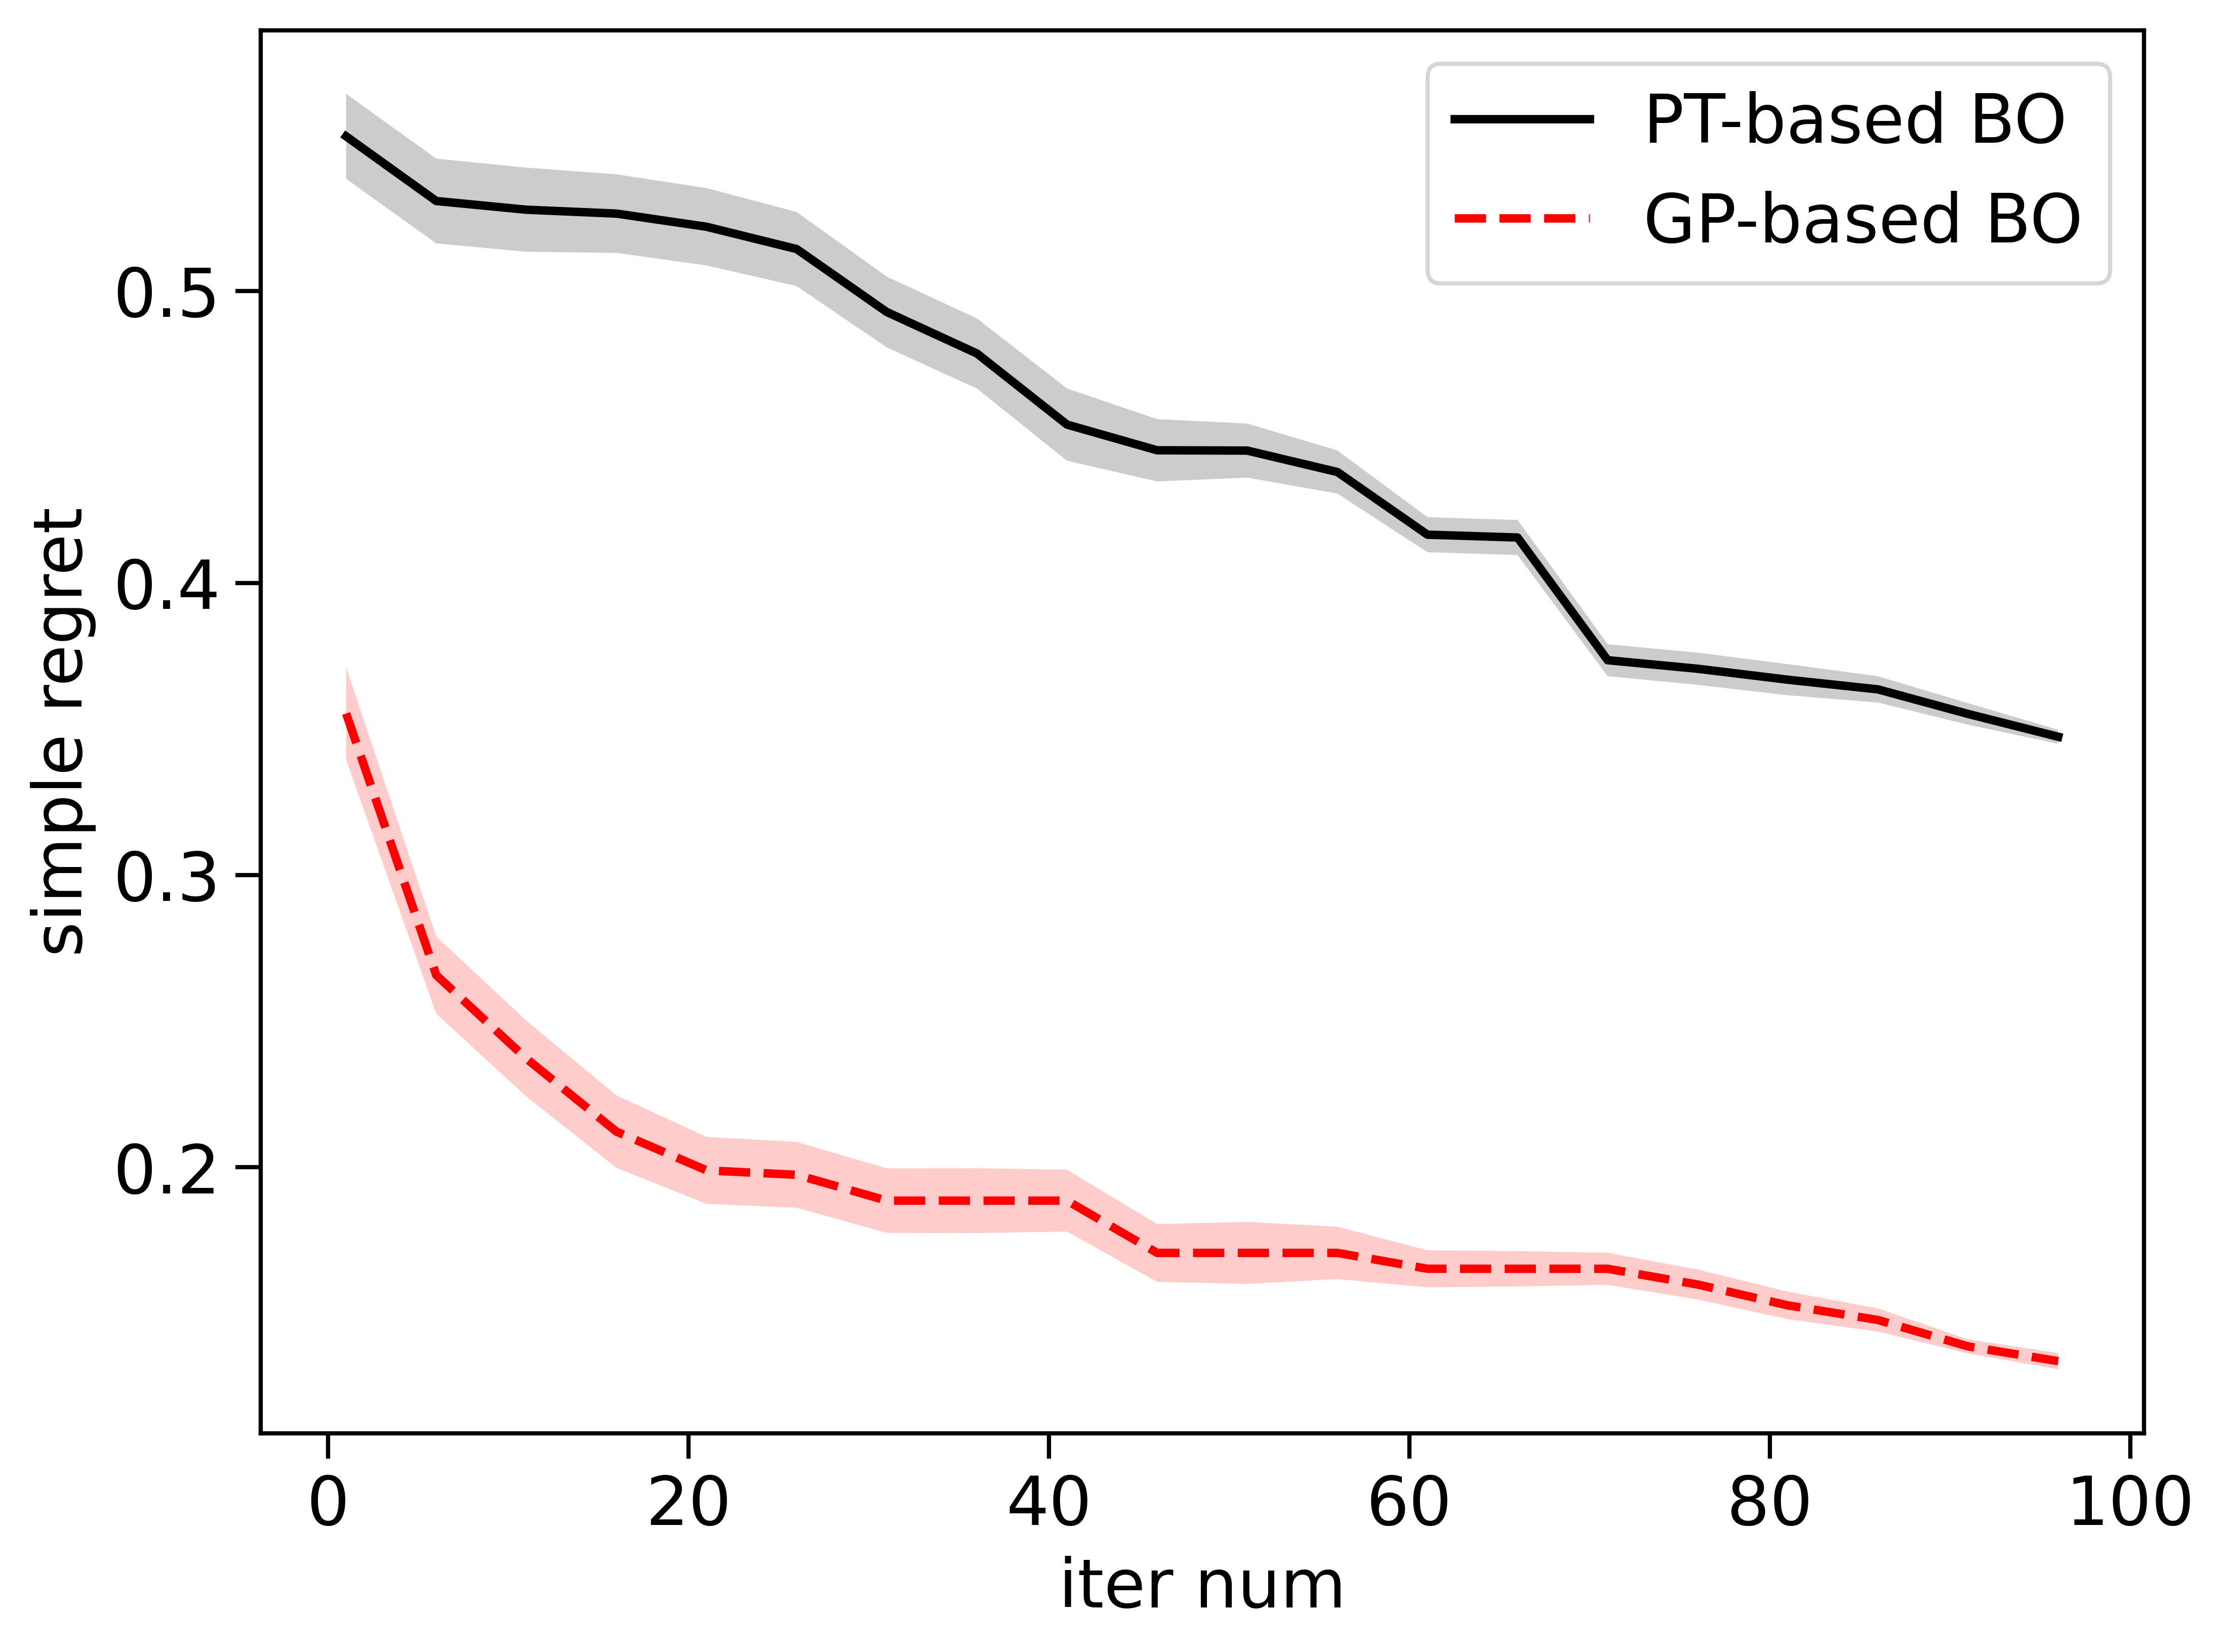 PT-based BO
GP-based BO
0.5
0.4
0.3
0.2
simple regret
0 20 40 60 80 100
iter num